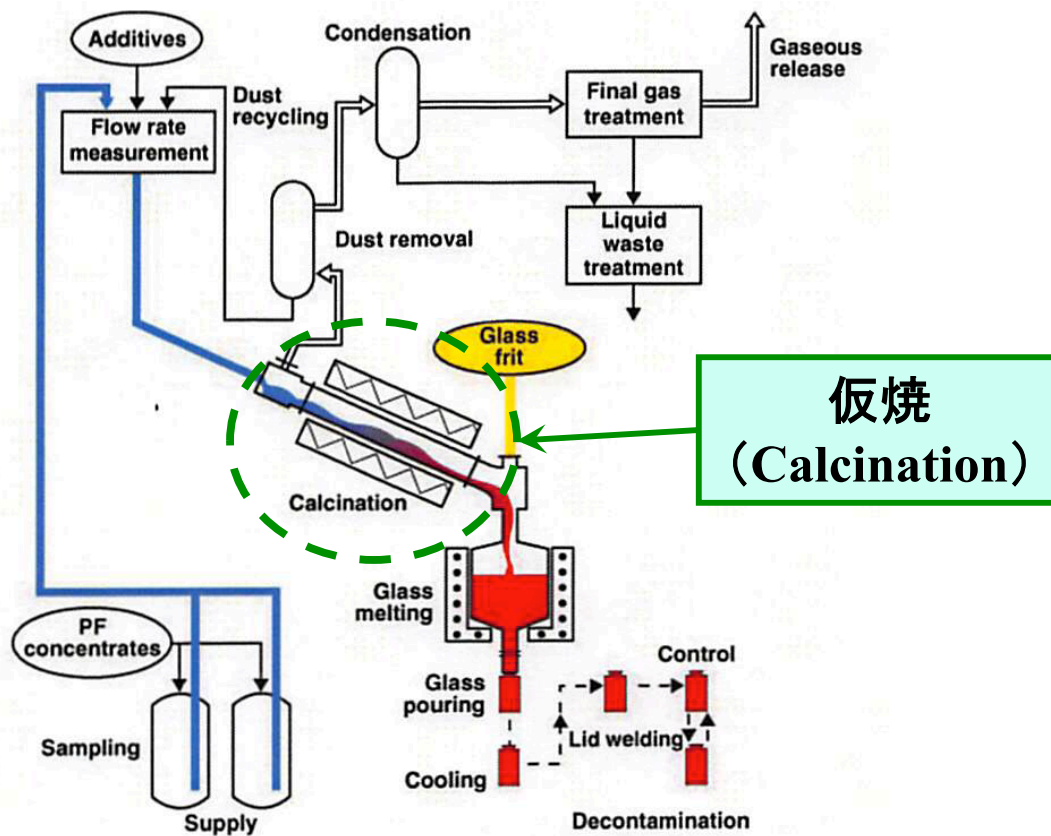 Additives
Condensation
Gaseous
release
Dust
recycling
Flow rate
measurement
Final gas
treatment
Dust removal
Liquid
waste
treatment
Glass
frit
仮焼
（Calcination）
Calcination
Glass
melting
PF
concentrates
Glass
pouring
Control
Sampling
Lid welding
Cooling
Supply
Decontamination